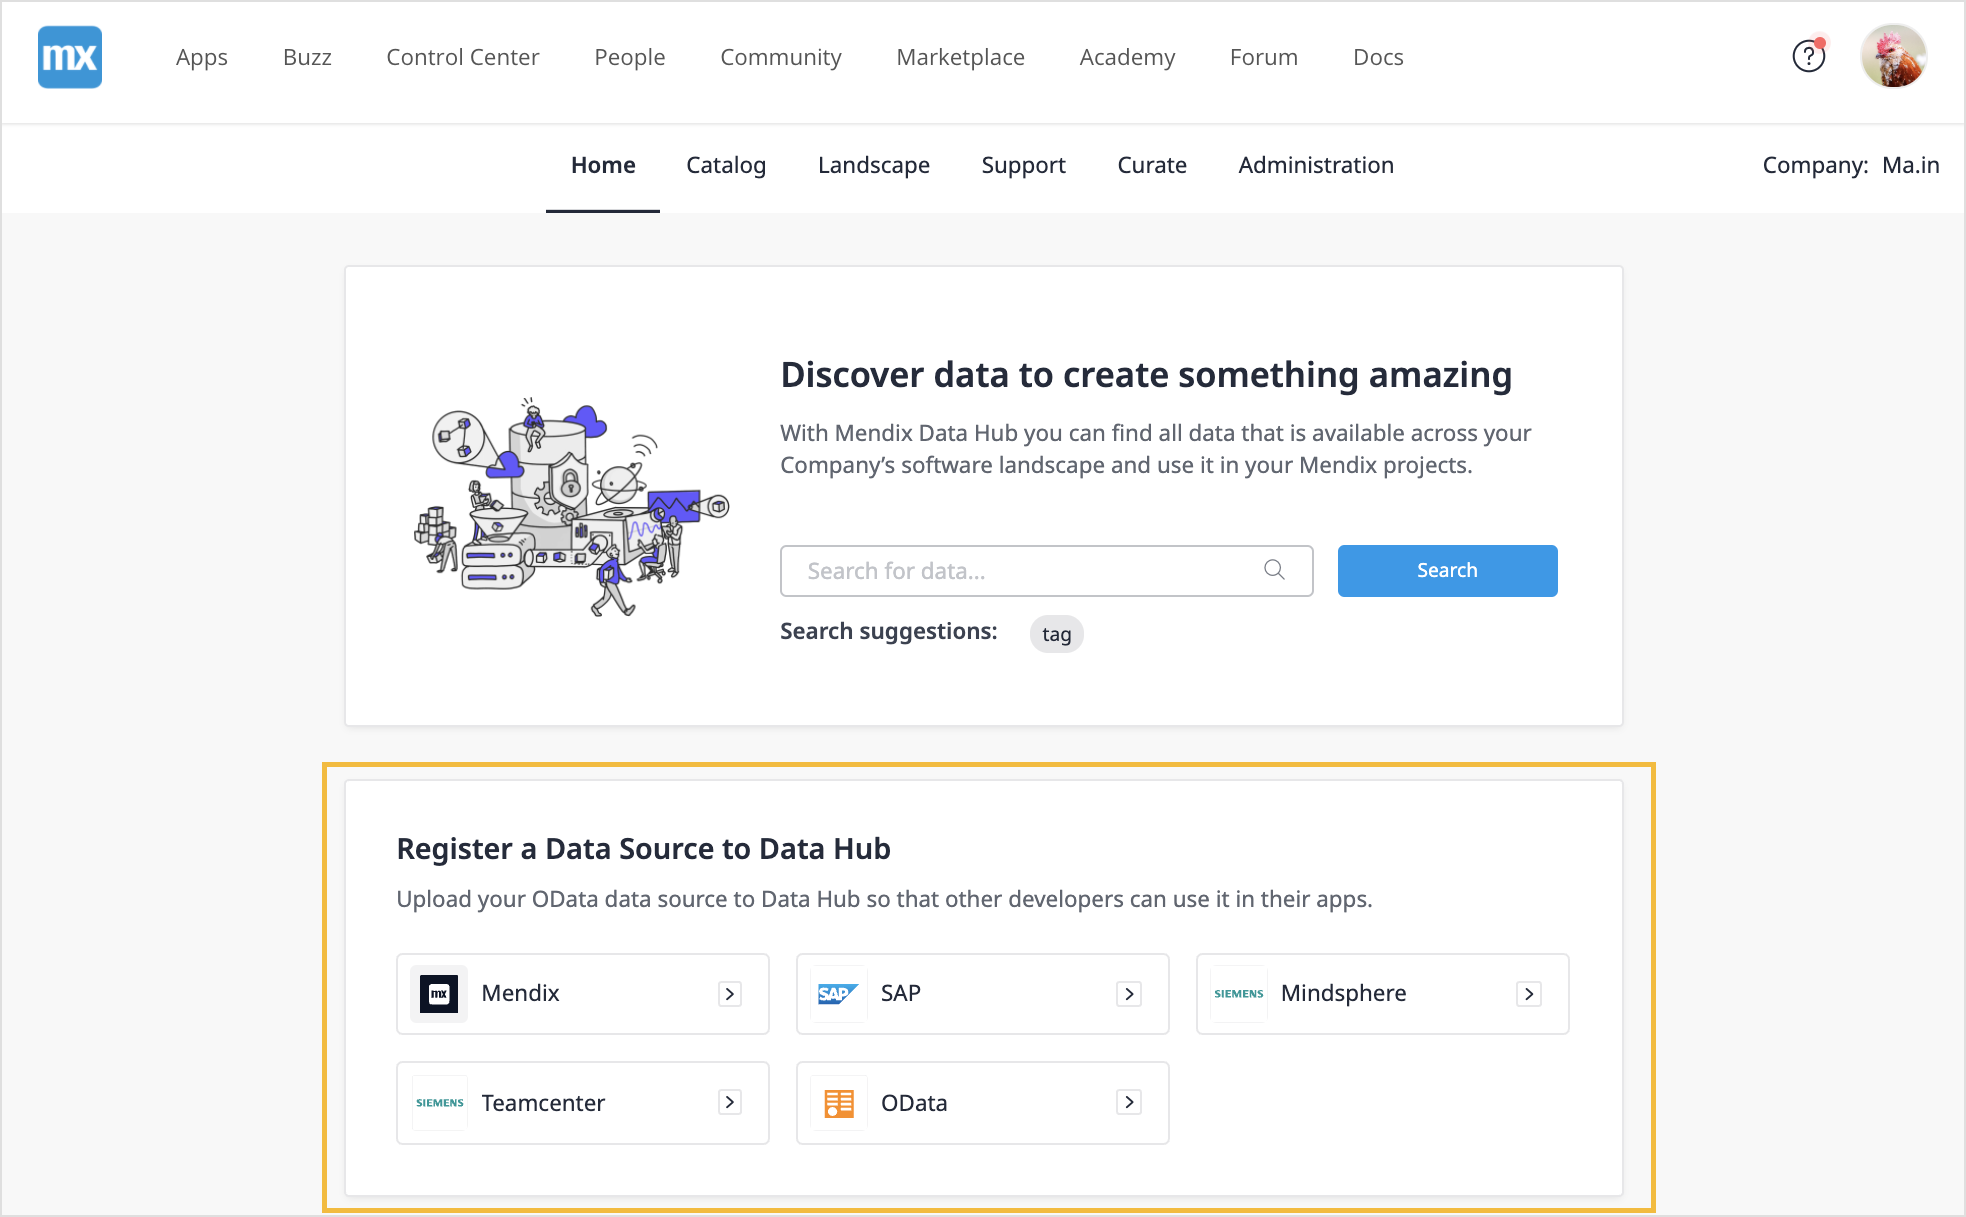 mx
Apps Buzz Control Center People Community Marketplace Academy Forum Docs
?
Home Catalog Landscape Support Curate Administration
Company: Ma.in
Discover data to create something amazing
With Mendix Data Hub you can find all data that is available across your
Company’s software landscape and use it in your Mendix projects.
Search for data...
Search
Search suggestions: tag
Register a Data Source to Data Hub
Upload your OData data source to Data Hub so that other developers can use it in their apps.
mx Mendix
SAP SAP
SIEMENS Mindsphere
SIEMENS Teamcenter
OData